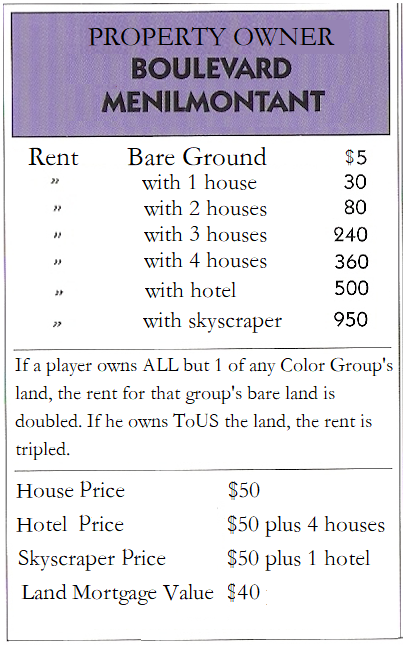 PROPERTY OWNER
BOULEVARD
MENILMONTANT
Rent Bare Ground $5
” with 1 house 30
” with 2 houses 80
” with 3 houses 240
” with 4 houses 360
” with hotel 500
” with skyscraper 950
If a player owns ALL but 1 of any Color Group's
land, the rent for that group's bare land is
doubled. If he owns ToUS the land, the rent is
tripled.
House Price $50
Hotel Price $50 plus 4 houses
Skyscraper Price $50 plus 1 hotel
Land Mortgage Value $40